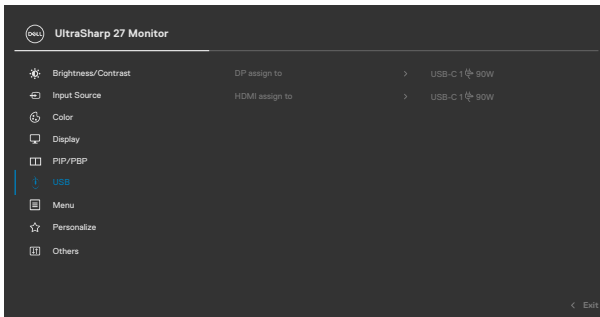 DELL UltraSharp 27 Monitor
Brightness/Contrast DP assign to > USB-C 1 90W
Input Source HDMI assign to > USB-C 1 90W
Color
Display
PIP/PBP
USB
Menu
Personalize
Others
< Exit